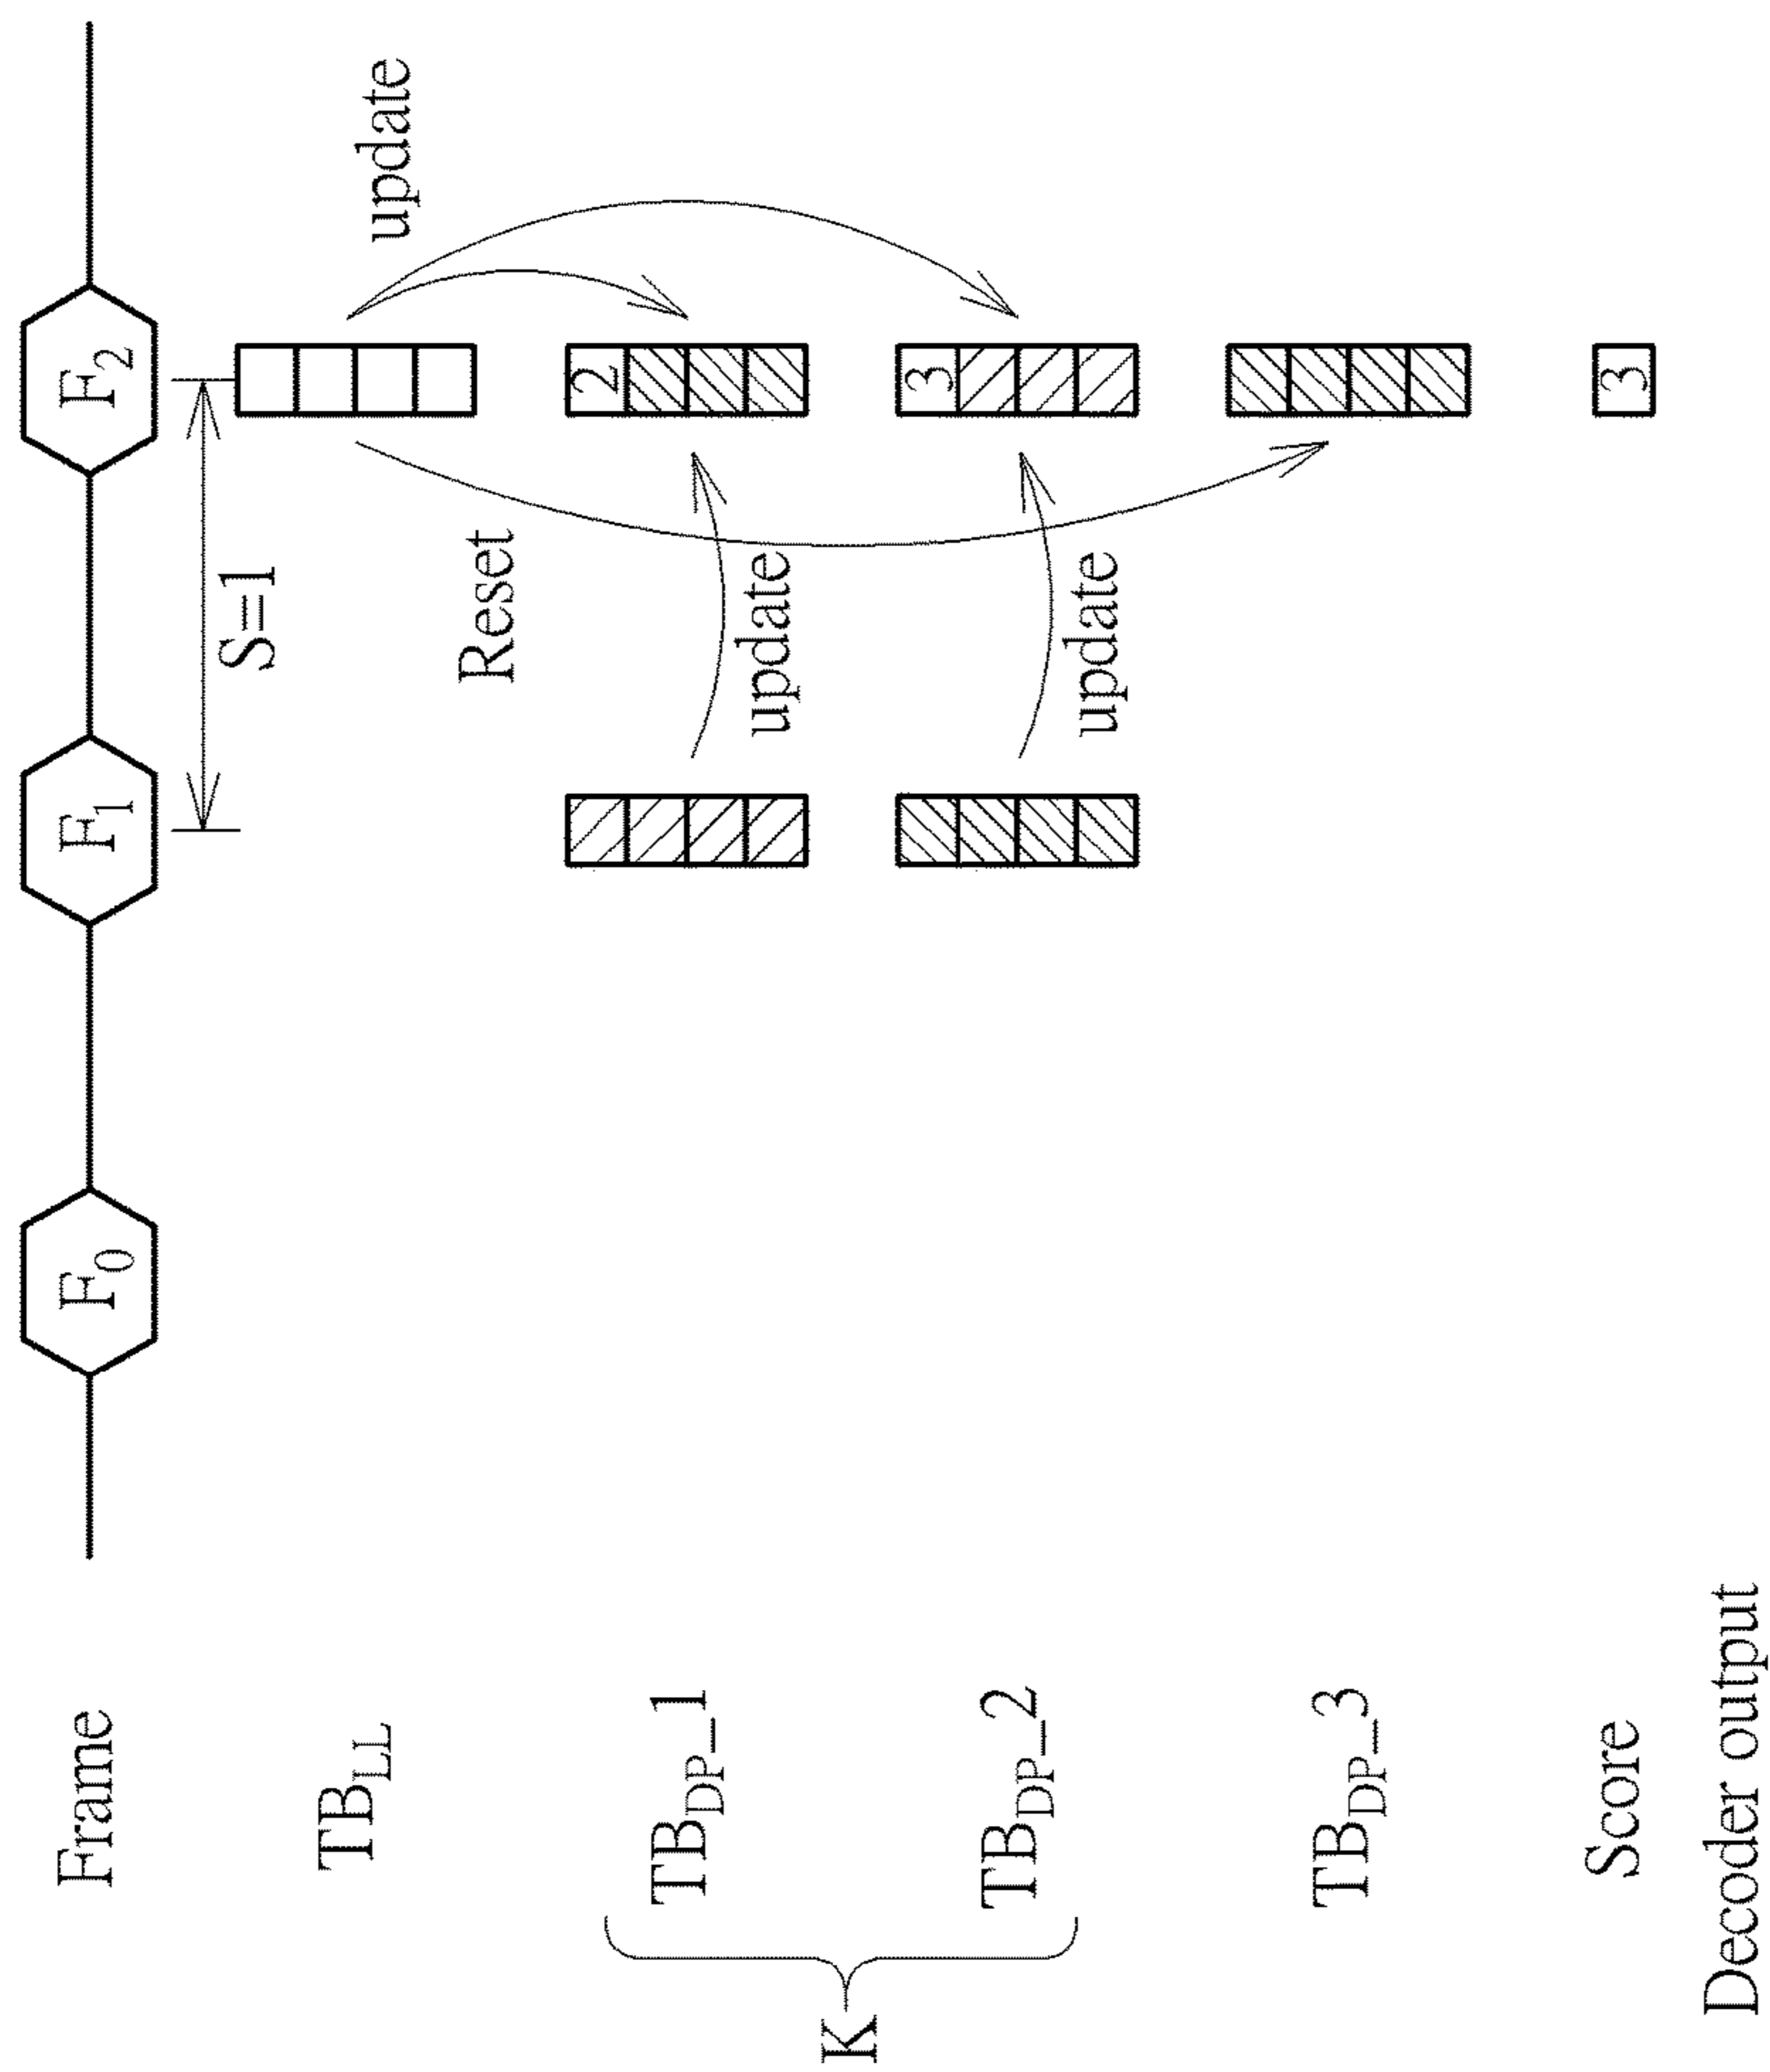 Frame F0 F1 F2
S=1
TBLL
update
Reset
2
TBDP_1
update
K
3
TBDP_2
update
TBDP_3
Score 3
Decoder output